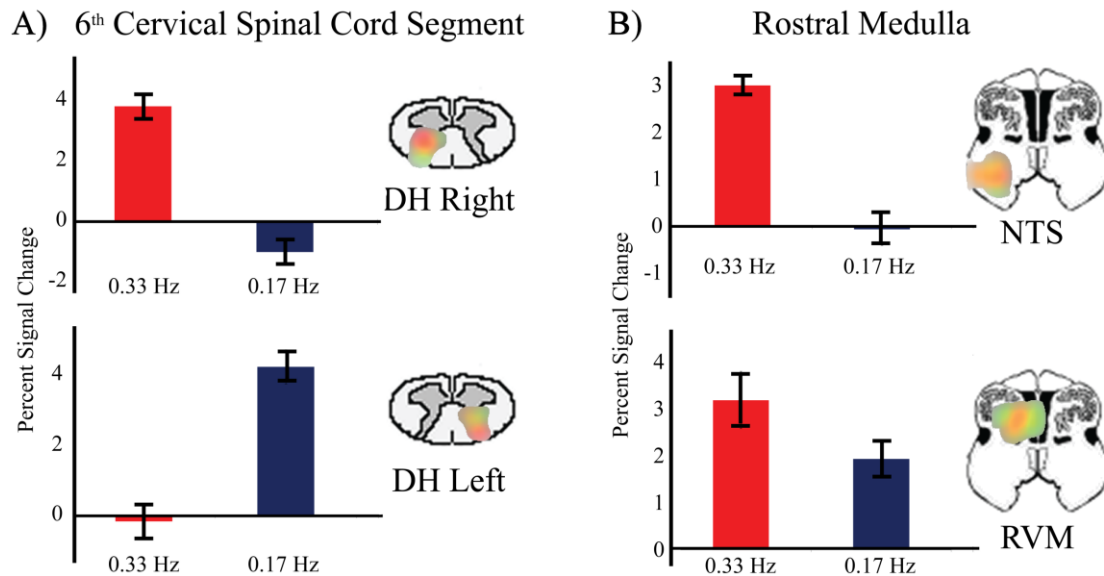 A) 6th Cervical Spinal Cord Segment
Percent Signal Change
4
2
0
-2
0.33 Hz 0.17 Hz
DH Right
4
2
0
0.33 Hz 0.17 Hz
DH Left
B) Rostral Medulla
Percent Signal Change
3
2
1
0
-1
0.33 Hz 0.17 Hz
NTS
4
3
2
1
0
0.33 Hz 0.17 Hz
RVM